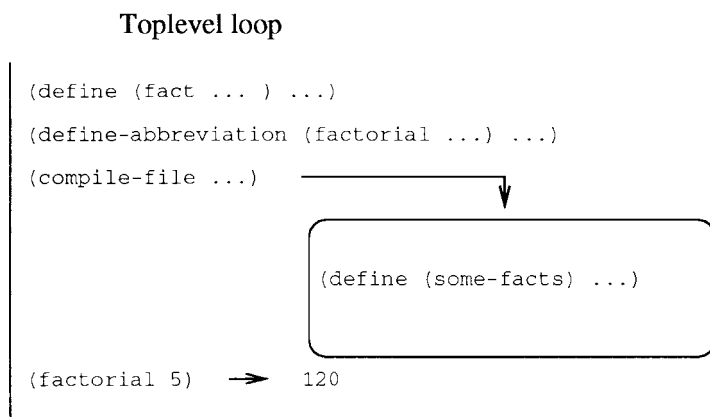 Toplevel loop
(define (fact ... ) ...)
(define-abbreviation (factorial ...) ...)
(compile-file ...)
(define (some-facts) ...)
(factorial 5) → 120